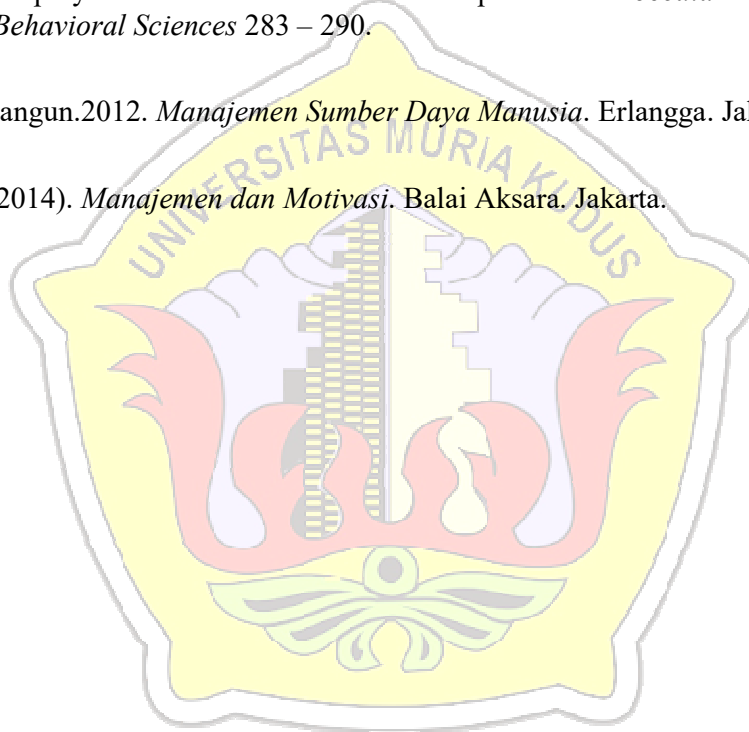 Behavioral Sciences 283 – 290.
angun.2012. Manajemen Sumber Daya Manusia. Erlangga.
2014). Manajemen dan Motivasi. Balai Aksara. Jakarta.
UNIVERSITAS MURIA KUDUS